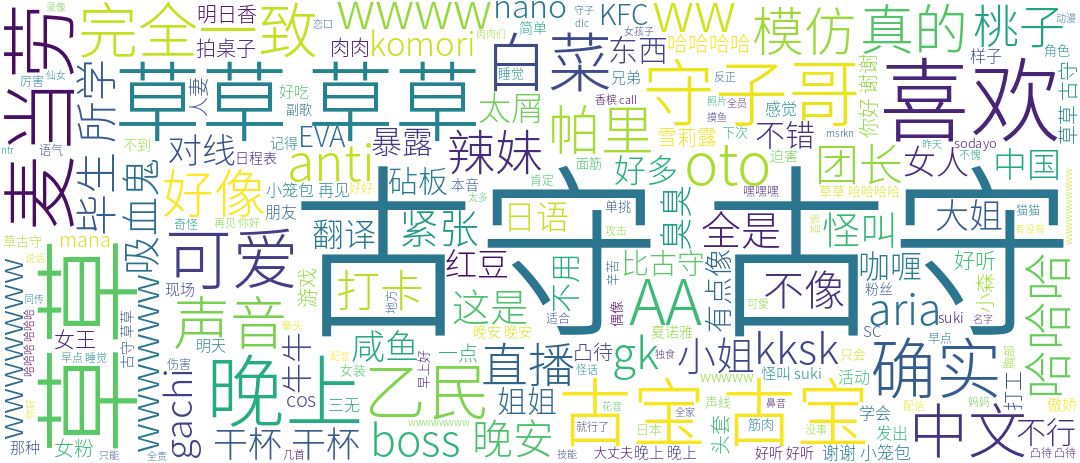 录像 恋口 明日香 wwww nano 守子 dlc KFC ww 动漫
麦当劳 完全一致 拍桌子 肉肉 komori 简单 肉肉们 女孩子 东西 哈哈哈哈 模仿 真的 桃子
厉害 仙女 所学 人妻 草草 草草 好吃 副歌 睡觉 白菜 兄弟 反正 守子哥 谢谢 样子 角色
太屑 香槟 call 照片 全员 摸鱼 感觉 你好 喜欢 草草 古守
ntr 语气 不到 毕生 对线 日程表 记得 EVA 暴露 辣妹 帕里 雪莉露 下次 不错 msrkn 昨天 sodayo
吸血鬼 好像 anti 小笼包 再见 好好 面筋 砧板 本音 好多 oto 迫害 团长 女人 不愧 中国
奇怪 朋友 太多 肯定 单挑 臭臭 草草 哈哈哈哈 嘿嘿嘿 猫猫
草古守 mana 再见 你好 可爱 翻译 紧张 日语 攻击 全是 怪叫 大姐 有没有
说话 现场 古守 古守 红豆 打卡 不用 比古守 有点像 不像 咖喱 好听
草草 同传 声音 游戏 地方 这是 辛苦 AA 可愛 粉丝 aria 小森 哈哈哈哈
女王 哈哈哈 哈哈哈 拳头 明天 晚安 晚安 适合 偶像 夏诺雅 SC suki 名字
早点 睡觉 古守 草草 配音 早上好 咸鱼 一点 怪话 直播 凸待 独食 小姐 kksk 只会 早点 确实
伤害 晚上 牛牛 女装 乙民 gk wwwww 怪叫 suki 活动 打工 傲娇
gachi cos 三无 姐姐 花音 古宝 古宝 声线 鼻音 学会 配信 妈妈
那种 女粉 只能 全责 干杯 干杯 几首 boss 晚安 就行了 日本 全家 头套 筋肉 没事 发出 中文 不行
技能 大丈夫 晚上 晚上 好听 好听 谢谢 小笼包 凸待 凸待